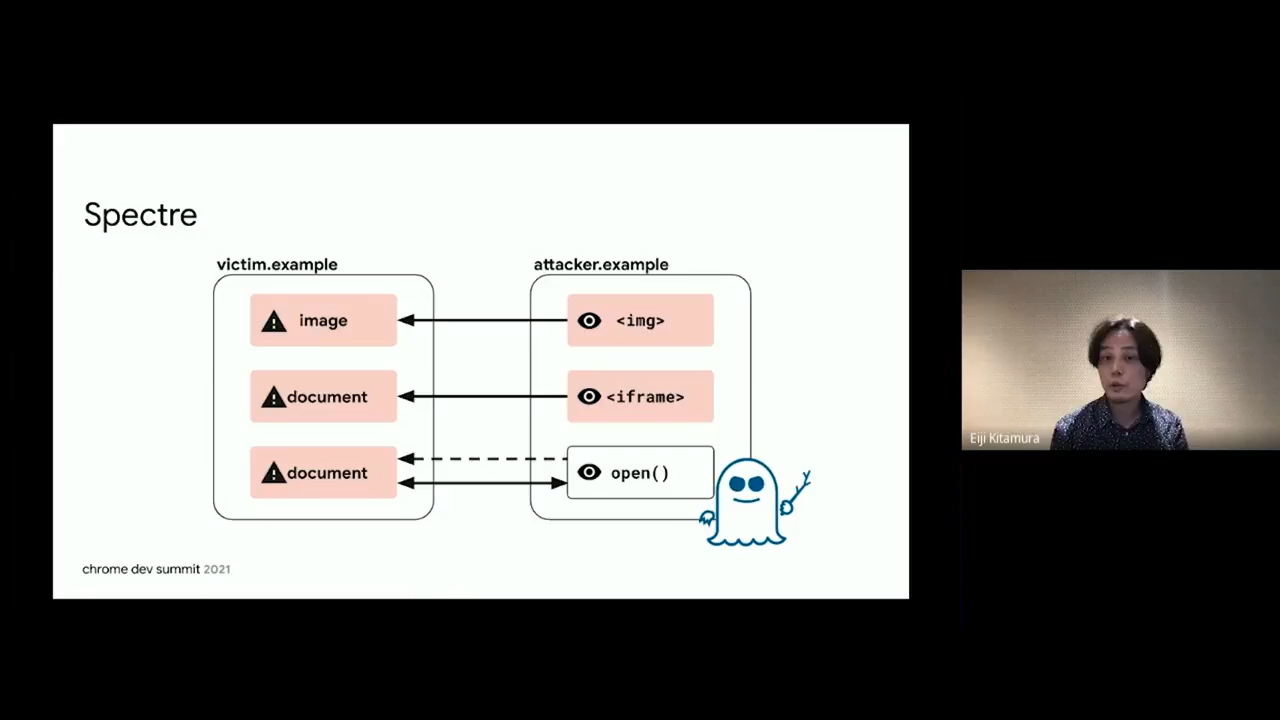 Spectre
victim.example
attacker.example
image
<img>
document
<iframe>
document
open()
chrome dev summit 2021
Eiji Kitamura